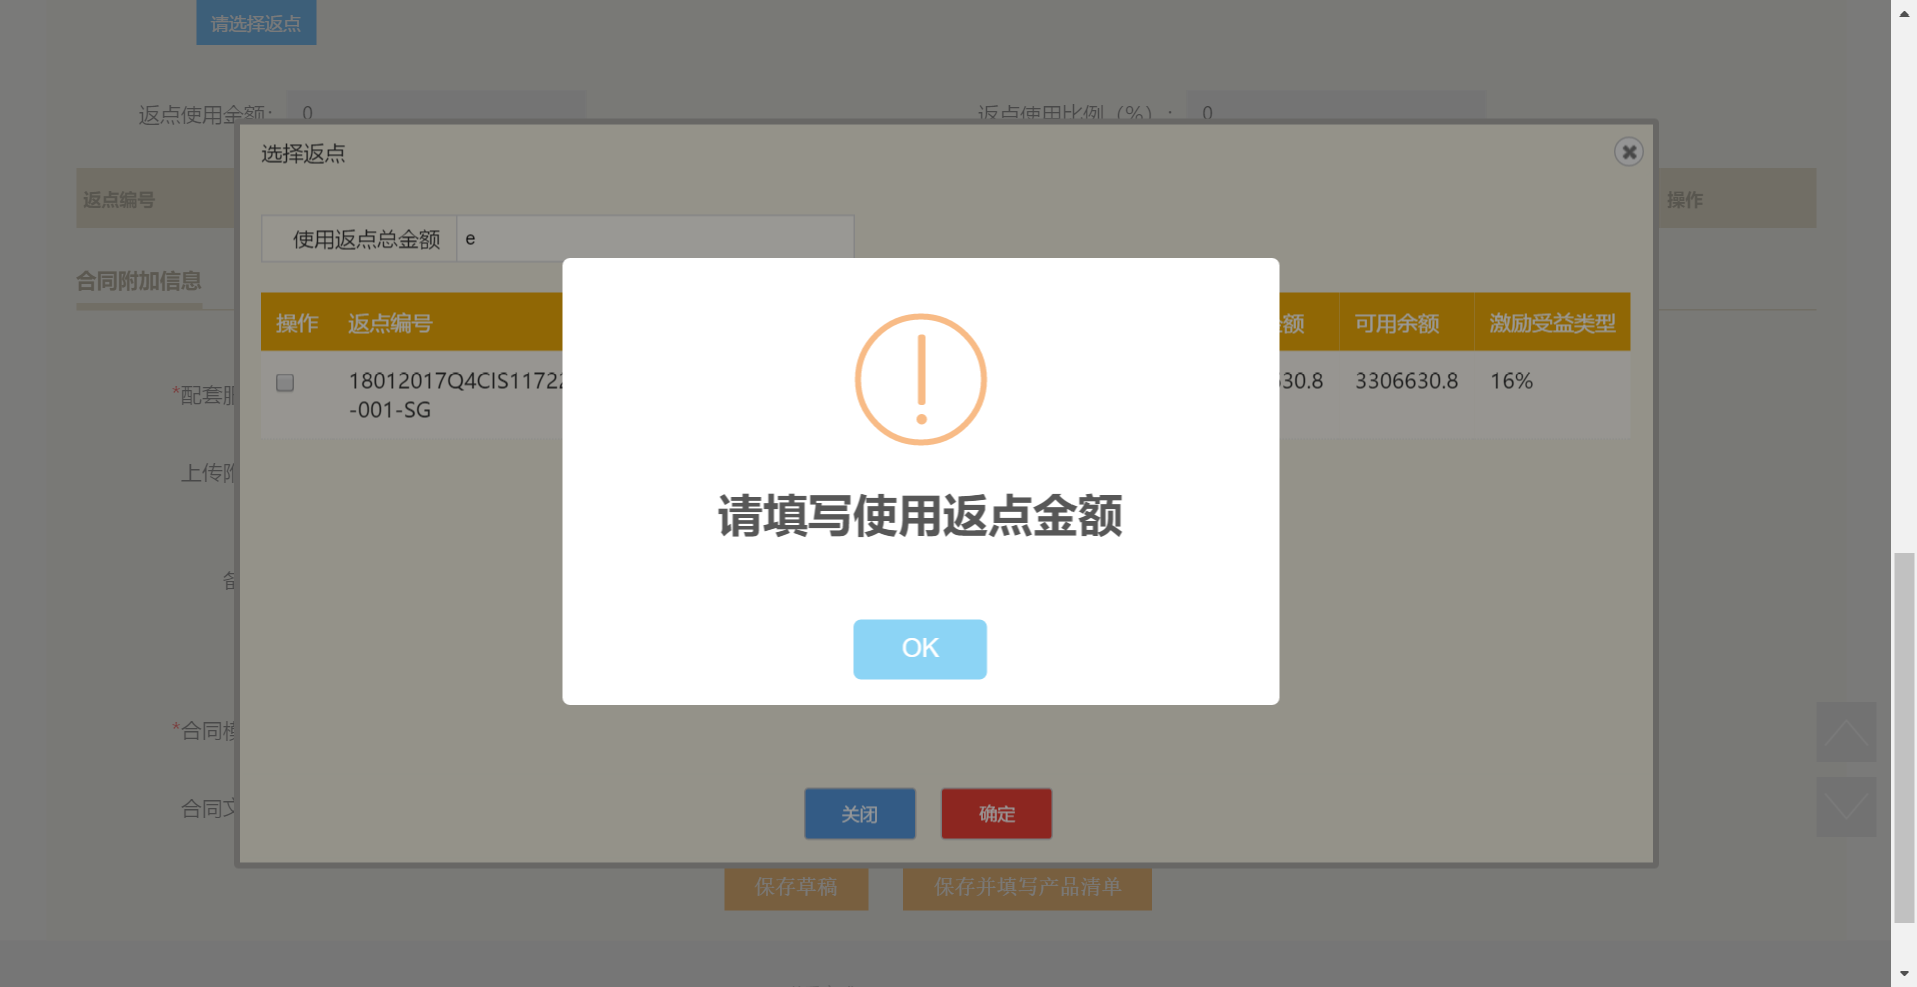 请选择返点
返点使用金额：
0
返点使用比例（%）：
0
选择返点
返点编号
操作
使用返点总金额
e
合同附加信息
操作
返点编号
额
可用余额
激励受益类型
18012017Q4CIS1172
-001-SG
30.8
3306630.8
16%
*配套
上传
请填写使用返点金额
OK
*合同
合同
关闭
确定
保存草稿
保存并填写产品清单